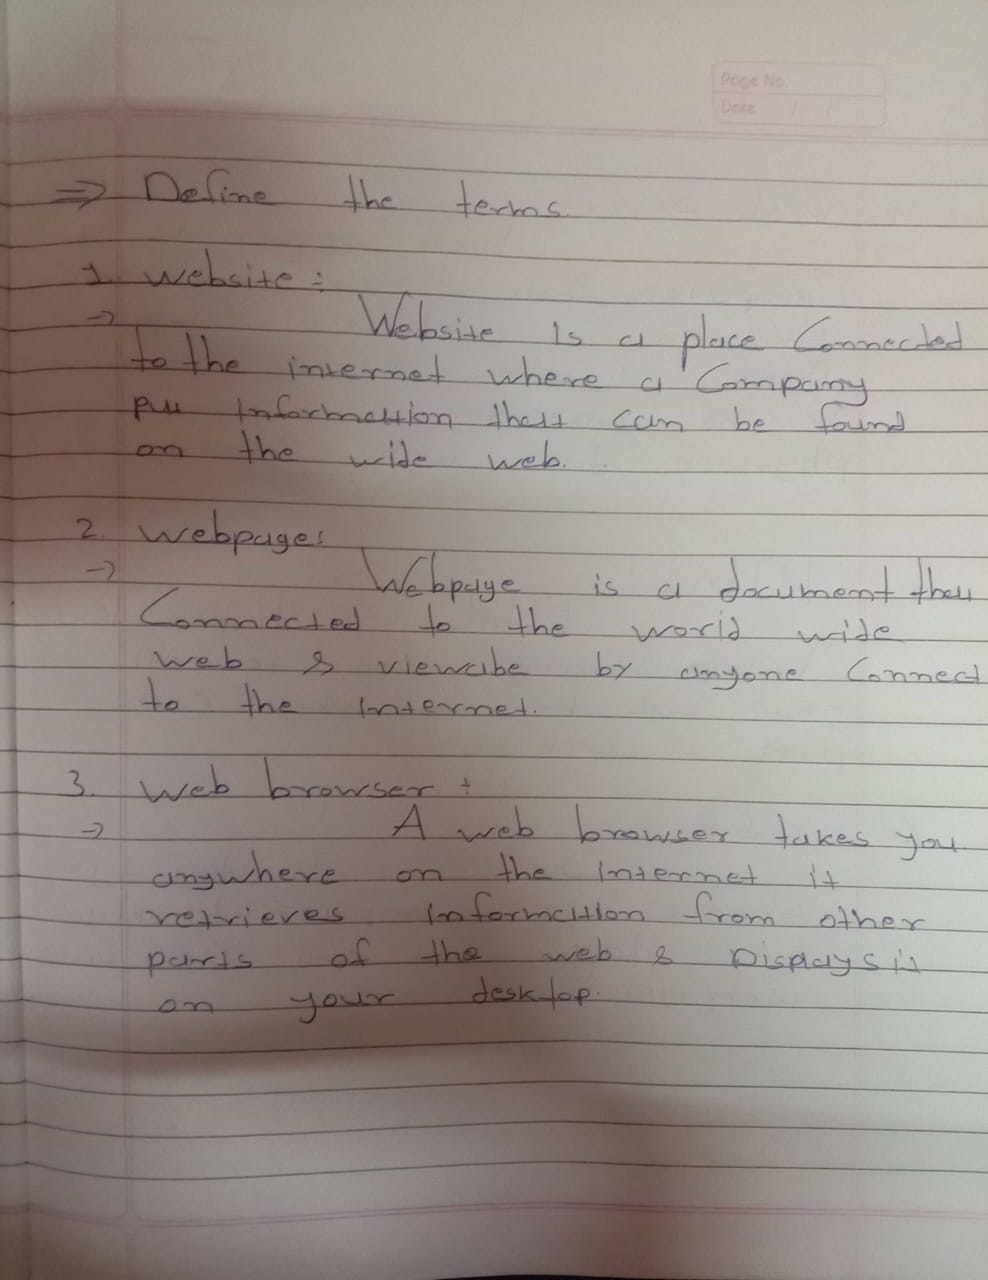 Page No.
Date / /
⇒ Define the terms.
1. website :
→ Website Is a place Connected
to the internet where a Company
put Information that can be found
on the wide web.
2. webpage:
→ Webpage is a document that
Connected to the world wide
web & viewabe by anyone Connect
to the Internet.
3. Web browser :
→ A web browser takes you
anywhere on the Internet it
retrieves information from other
parts of the web & Displays it
on your desktop.